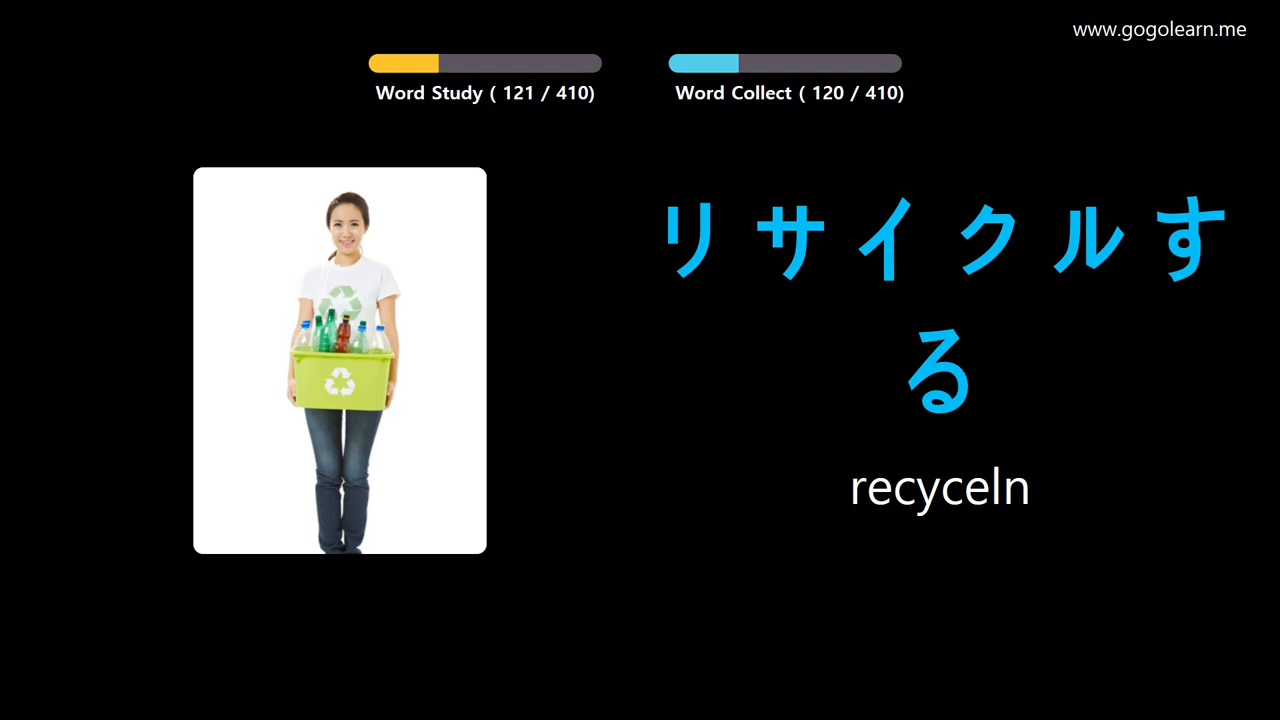 www.gogolearn.me
Word Study ( 121 / 410)
Word Collect ( 120 / 410)
リサイクルす
る
recyceln